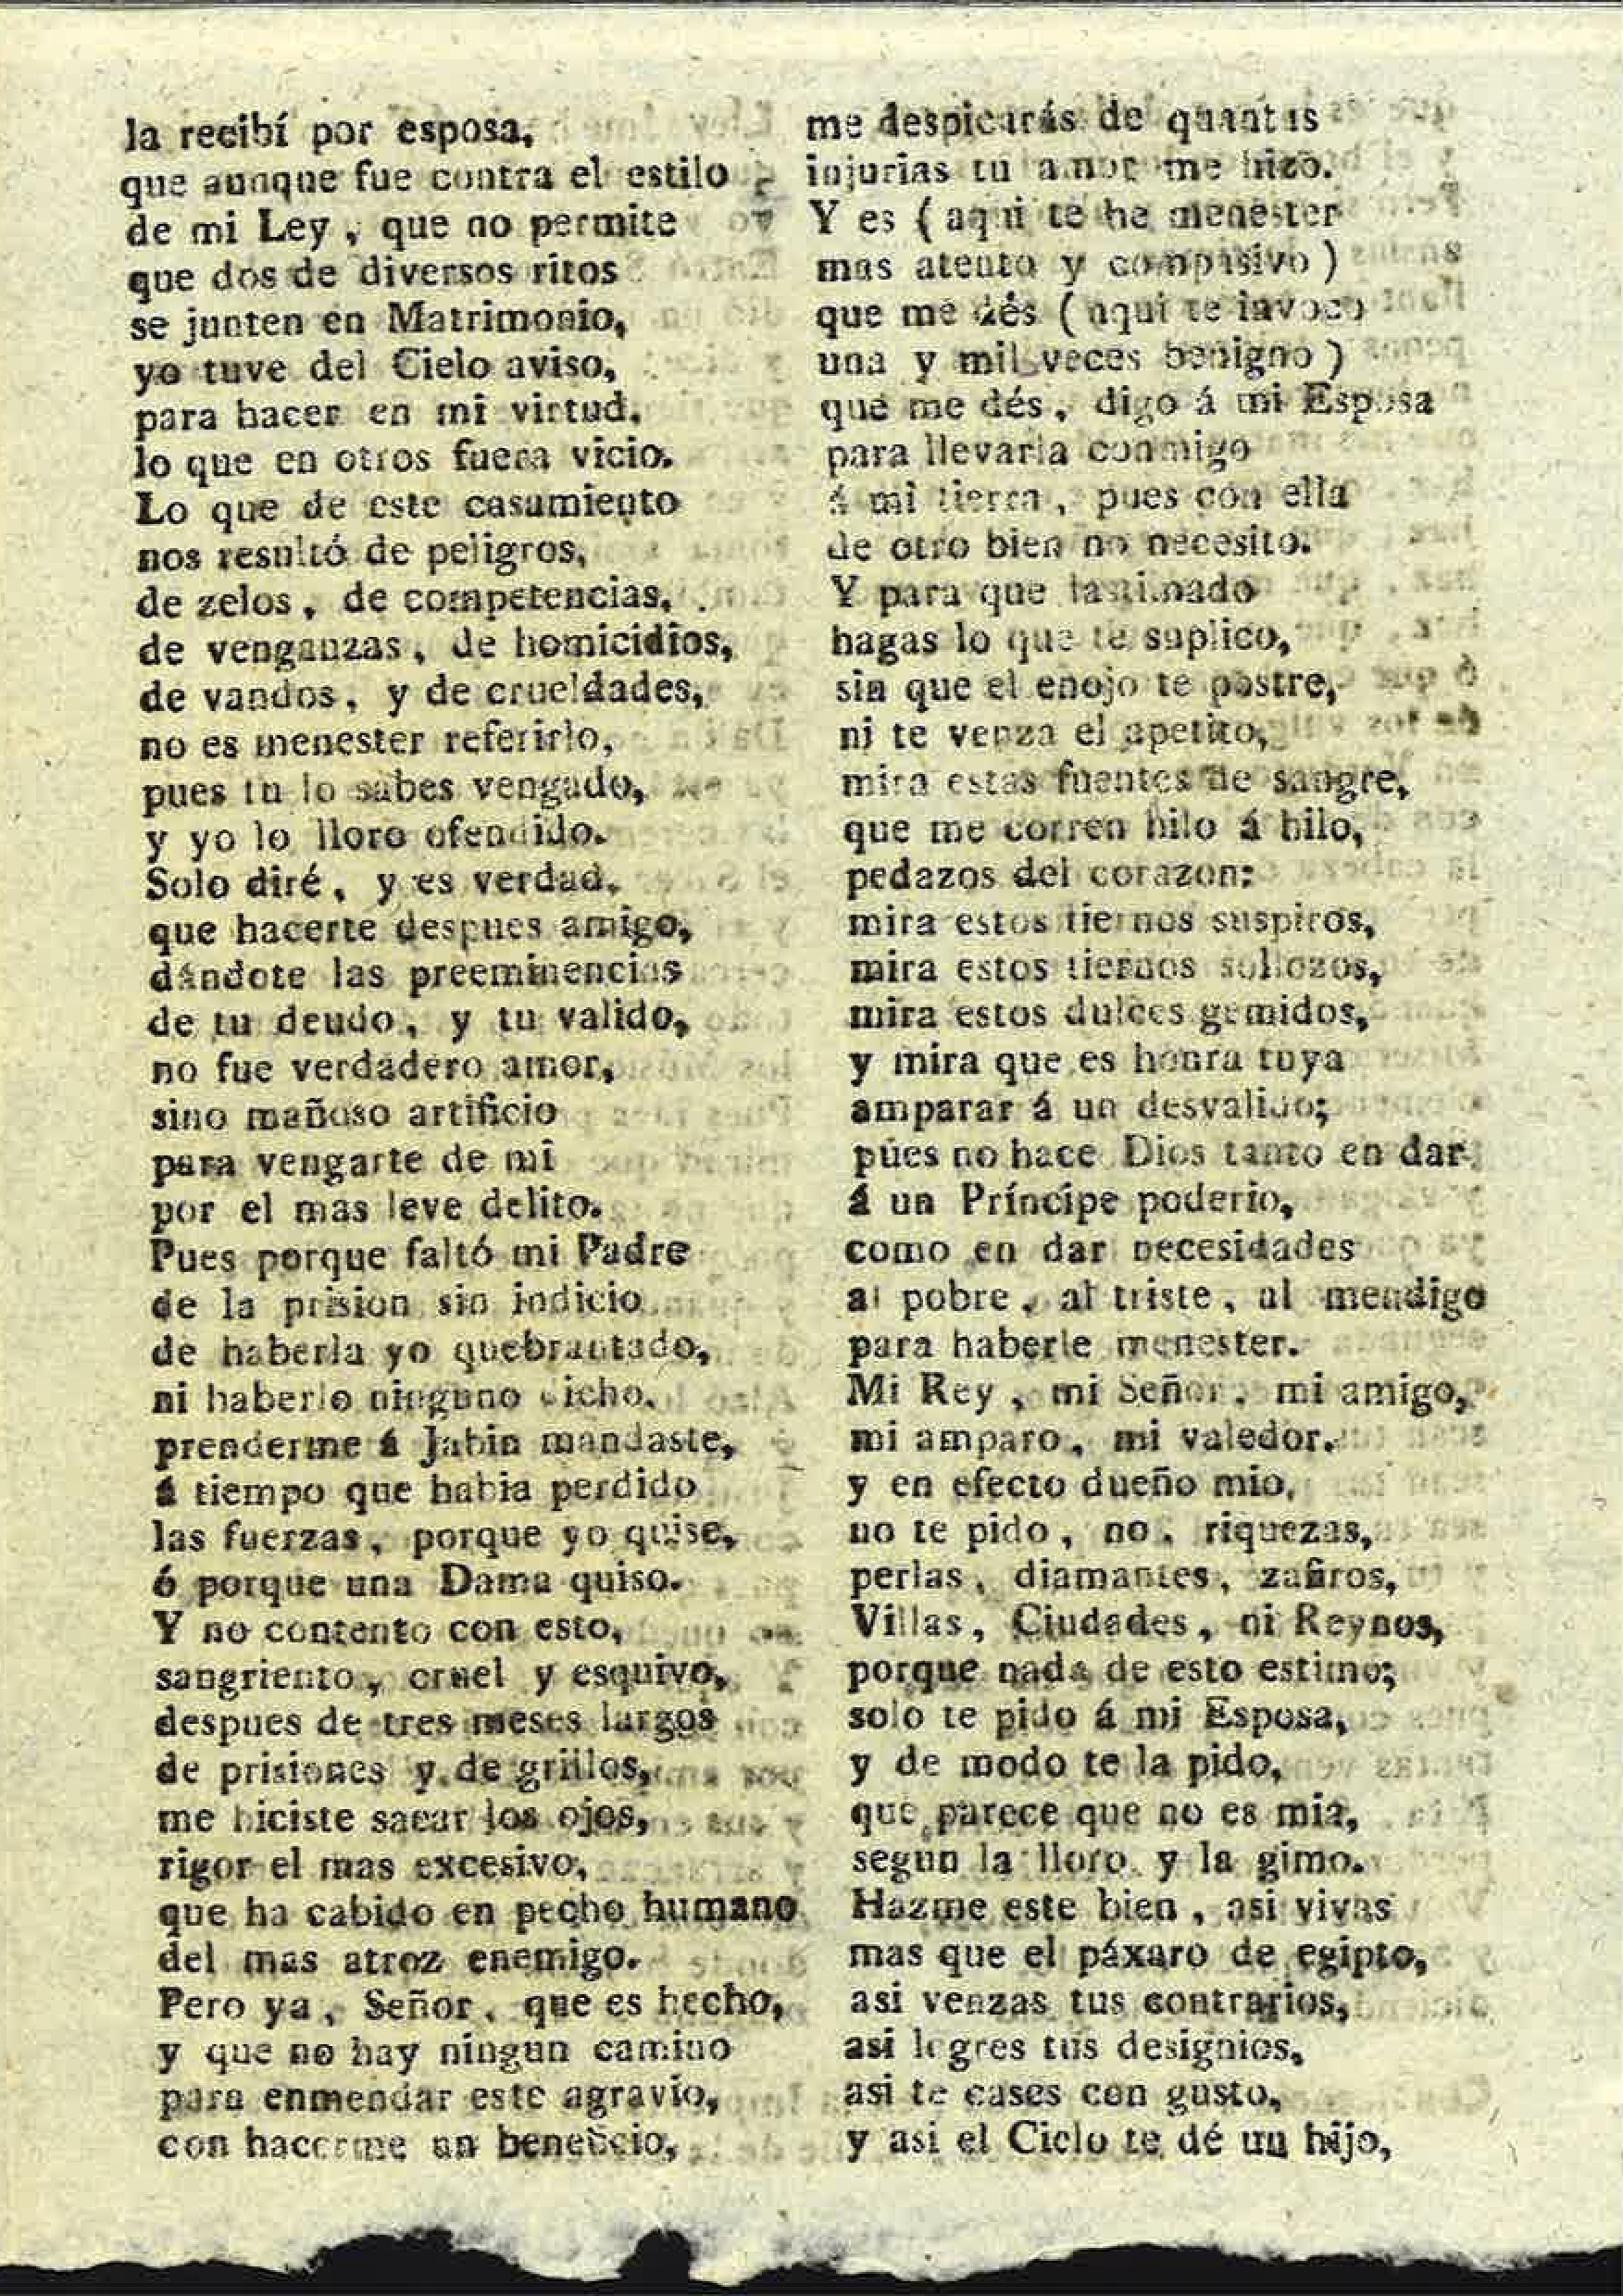 la recibí por esposa,
que aunque fue contra el estilo
de mi Ley, que no permite
que dos de diversos ritos
se junten en Matrimonio,
yo tuve del Cielo aviso,
para hacer en mi virtud,
lo que en otros fuera vicio.
Lo que de este casamiento
nos resultó de peligros,
de zelos, de competencias,
de venganzas, de homicidios,
de vandos, y de crueldades,
no es menester referirlo,
pues tu lo sabes vengado,
y yo lo lloro ofendido.
Solo diré, y es verdad,
que hacerte despues amigo,
dándote las preeminencias
de tu deudo, y tu valido,
no fue verdadero amor,
sino mañoso artificio
para vengarte de mi
por el mas leve delito.
Pues porque faltó mi Padre
de la prision sin indicio
de haberla yo quebrantado,
ni haberlo ninguno dicho,
prenderme á Jabin mandaste,
á tiempo que habia perdido
las fuerzas, porque yo quise,
ó porque una Dama quiso.
Y no contento con esto,
sangriento, cruel y esquivo,
despues de tres meses largos
de prisiones y de grillos,
me hiciste sacar los ojos,
rigor el mas excesivo,
que ha cabido en pecho humano
del mas atroz enemigo.
Pero ya, Señor, que es hecho,
y que no hay ningun camino
para enmendar este agravio,
con hacerme un beneficio,
me despicarás de quantas
injurias tu amor me hizo.
Y es (aqui te he menester
mas atento y compasivo)
que me dés (aqui te invoco
una y mil veces benigno)
que me dés, digo á mi Esposa
para llevarla conmigo
á mi tierra, pues con ella
de otro bien no necesito.
Y para que lastimado
hagas lo que te suplico,
sin que el enojo te postre,
ni te venza el apetito,
mira estas fuentes de sangre,
que me corren hilo á hilo,
pedazos del corazon:
mira estos tiernos suspiros,
mira estos tiernos sollozos,
mira estos dulces gemidos,
y mira que es honra tuya
amparar á un desvalido;
pues no hace Dios tanto en dar
á un Príncipe poderio,
como en dar necesidades
al pobre, al triste, al mendigo
para haberle menester.
Mi Rey, mi Señor, mi amigo,
mi amparo, mi valedor,
y en efecto dueño mio,
no te pido, no, riquezas,
perlas, diamantes, zafiros,
Villas, Ciudades, ni Reynos,
porque nada de esto estimo;
solo te pido á mi Esposa,
y de modo te la pido,
que parece que no es mia,
segun la lloro y la gimo.
Hazme este bien, asi vivas
mas que el páxaro de egipto,
asi venzas tus contrarios,
asi logres tus designios,
asi te cases con gusto,
y asi el Cielo te dé un hijo,